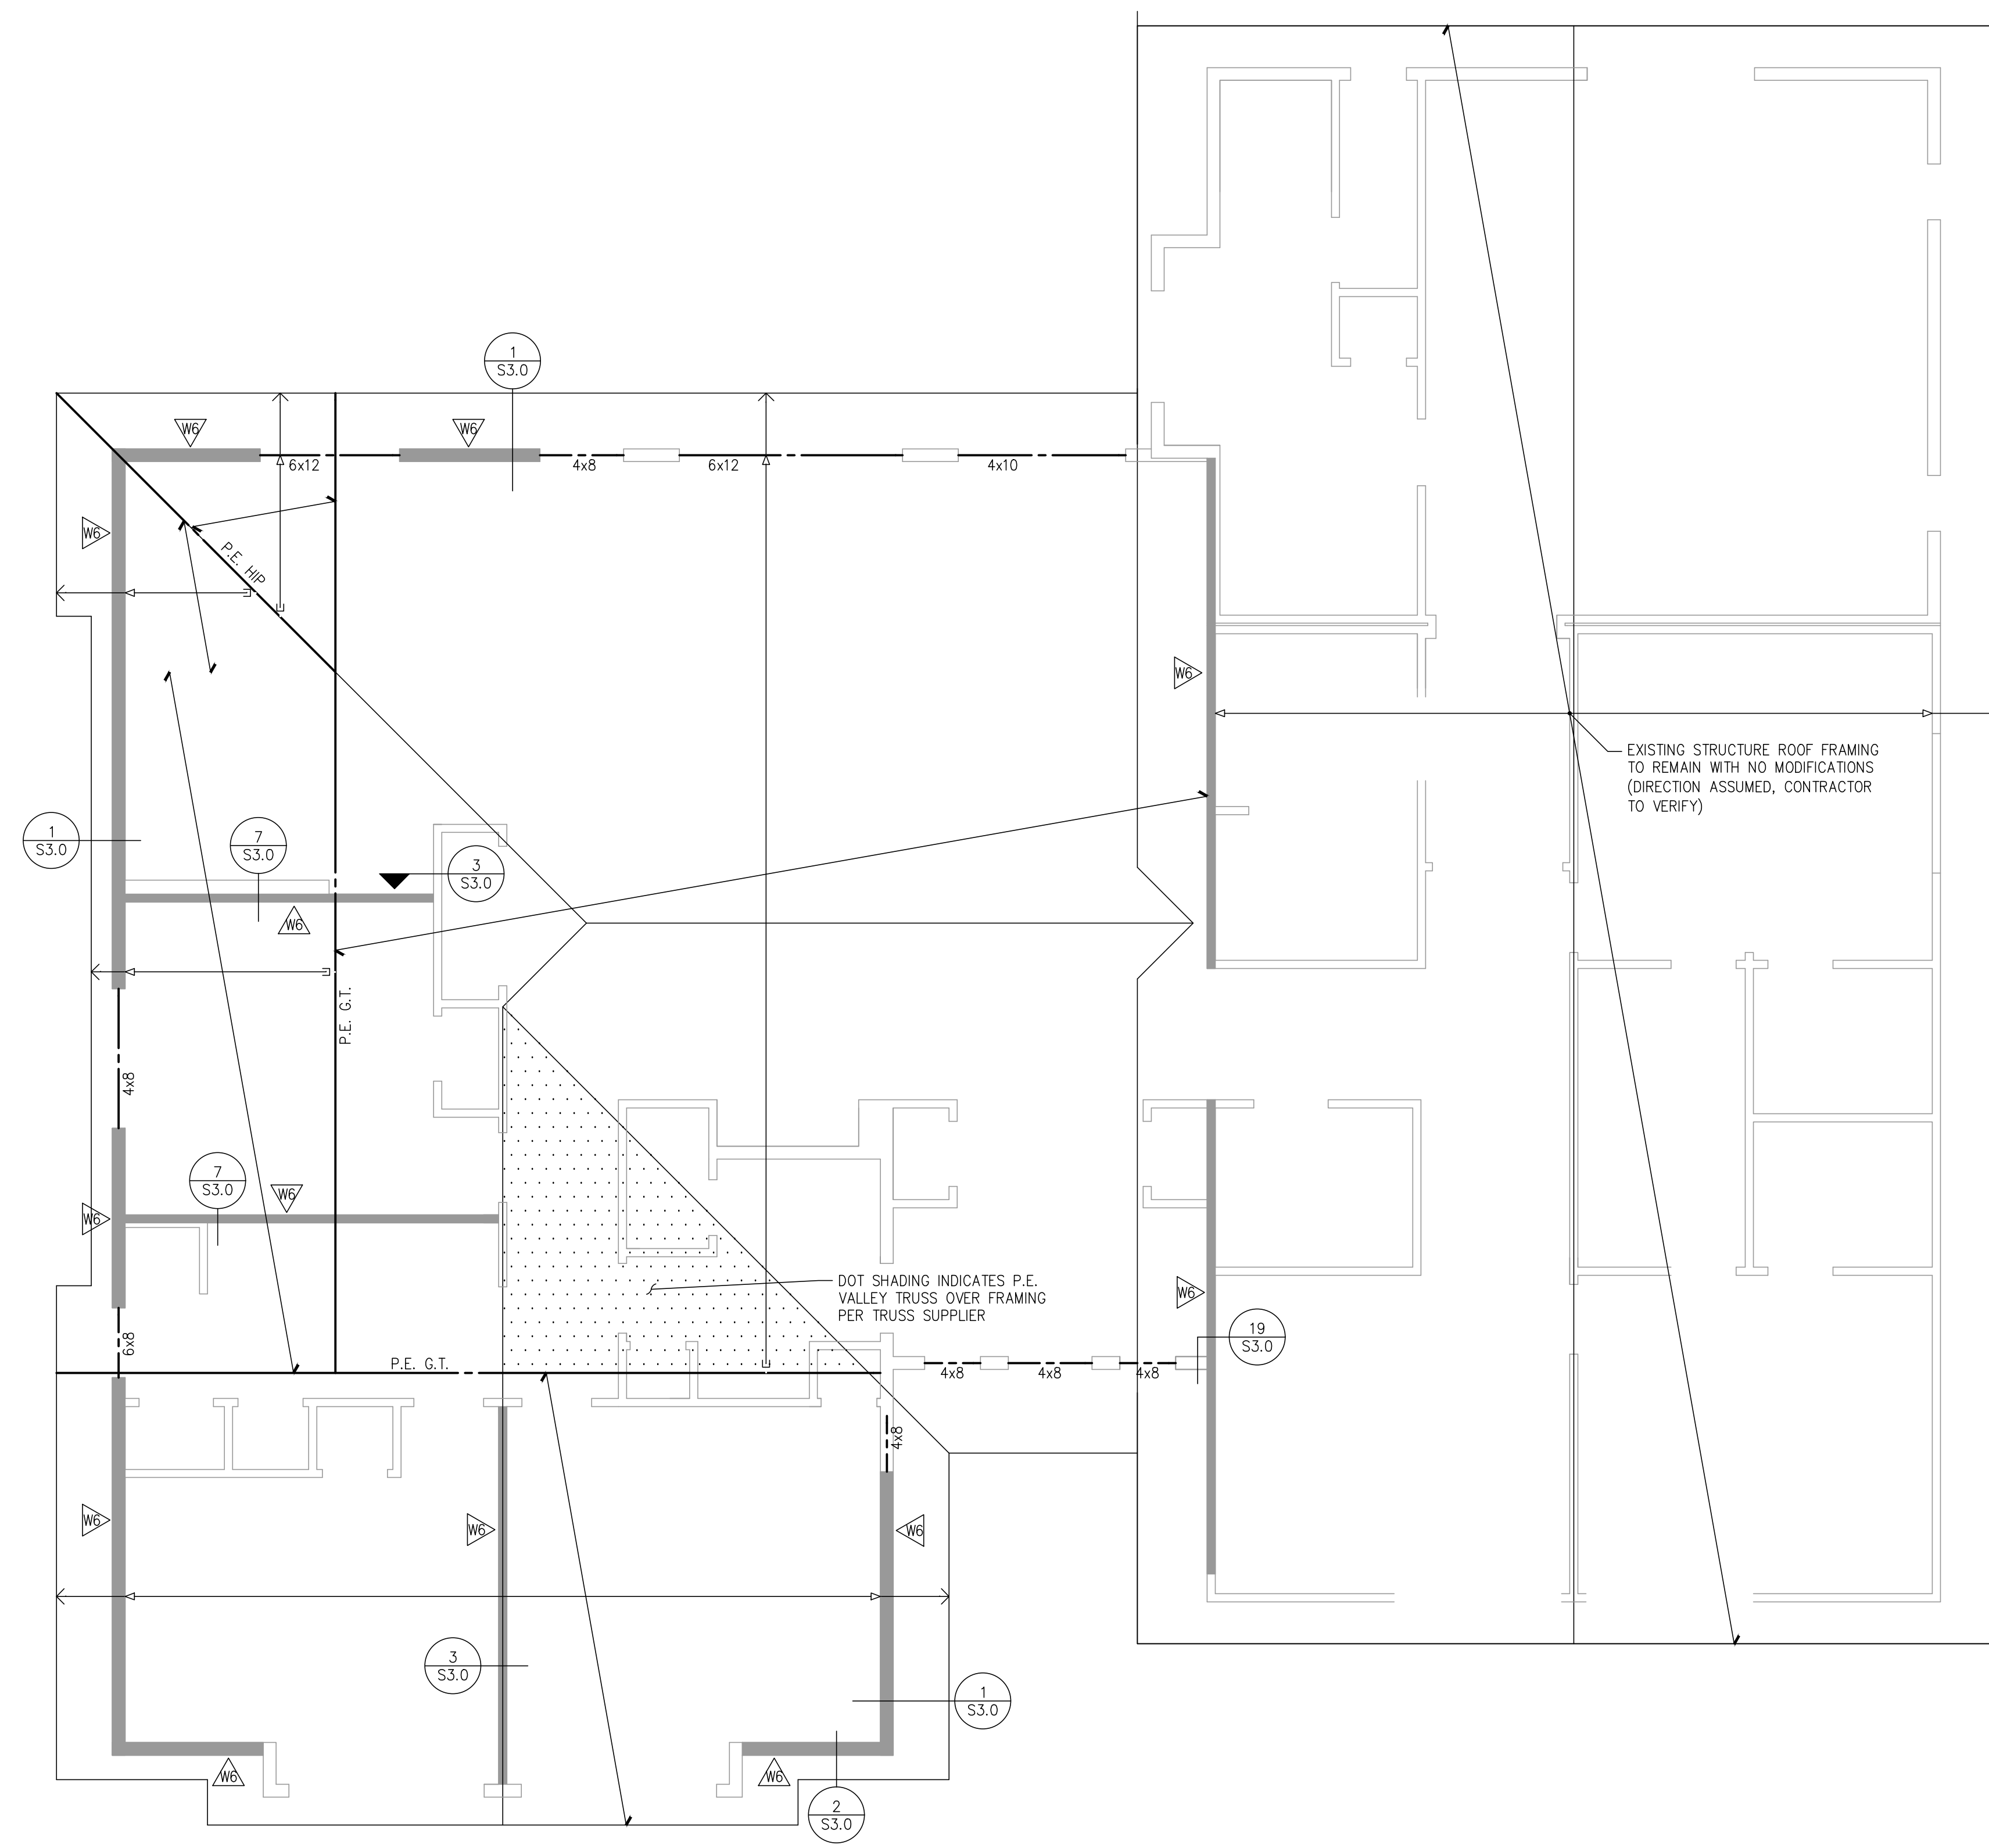 1
S3.0
W6
W6
6x12
4x8
6x12
4x10
W6
P.E. HIP
W6
EXISTING STRUCTURE ROOF FRAMING
TO REMAIN WITH NO MODIFICATIONS
(DIRECTION ASSUMED, CONTRACTOR
TO VERIFY)
1
S3.0
7
S3.0
3
S3.0
W6
P.E. G.T.
4x8
7
S3.0
W6
W6
DOT SHADING INDICATES P.E.
VALLEY TRUSS OVER FRAMING
PER TRUSS SUPPLIER
W6
19
S3.0
6x8
P.E. G.T.
4x8
4x8
4x8
4x8
W6
W6
W6
3
S3.0
1
S3.0
W6
W6
2
S3.0